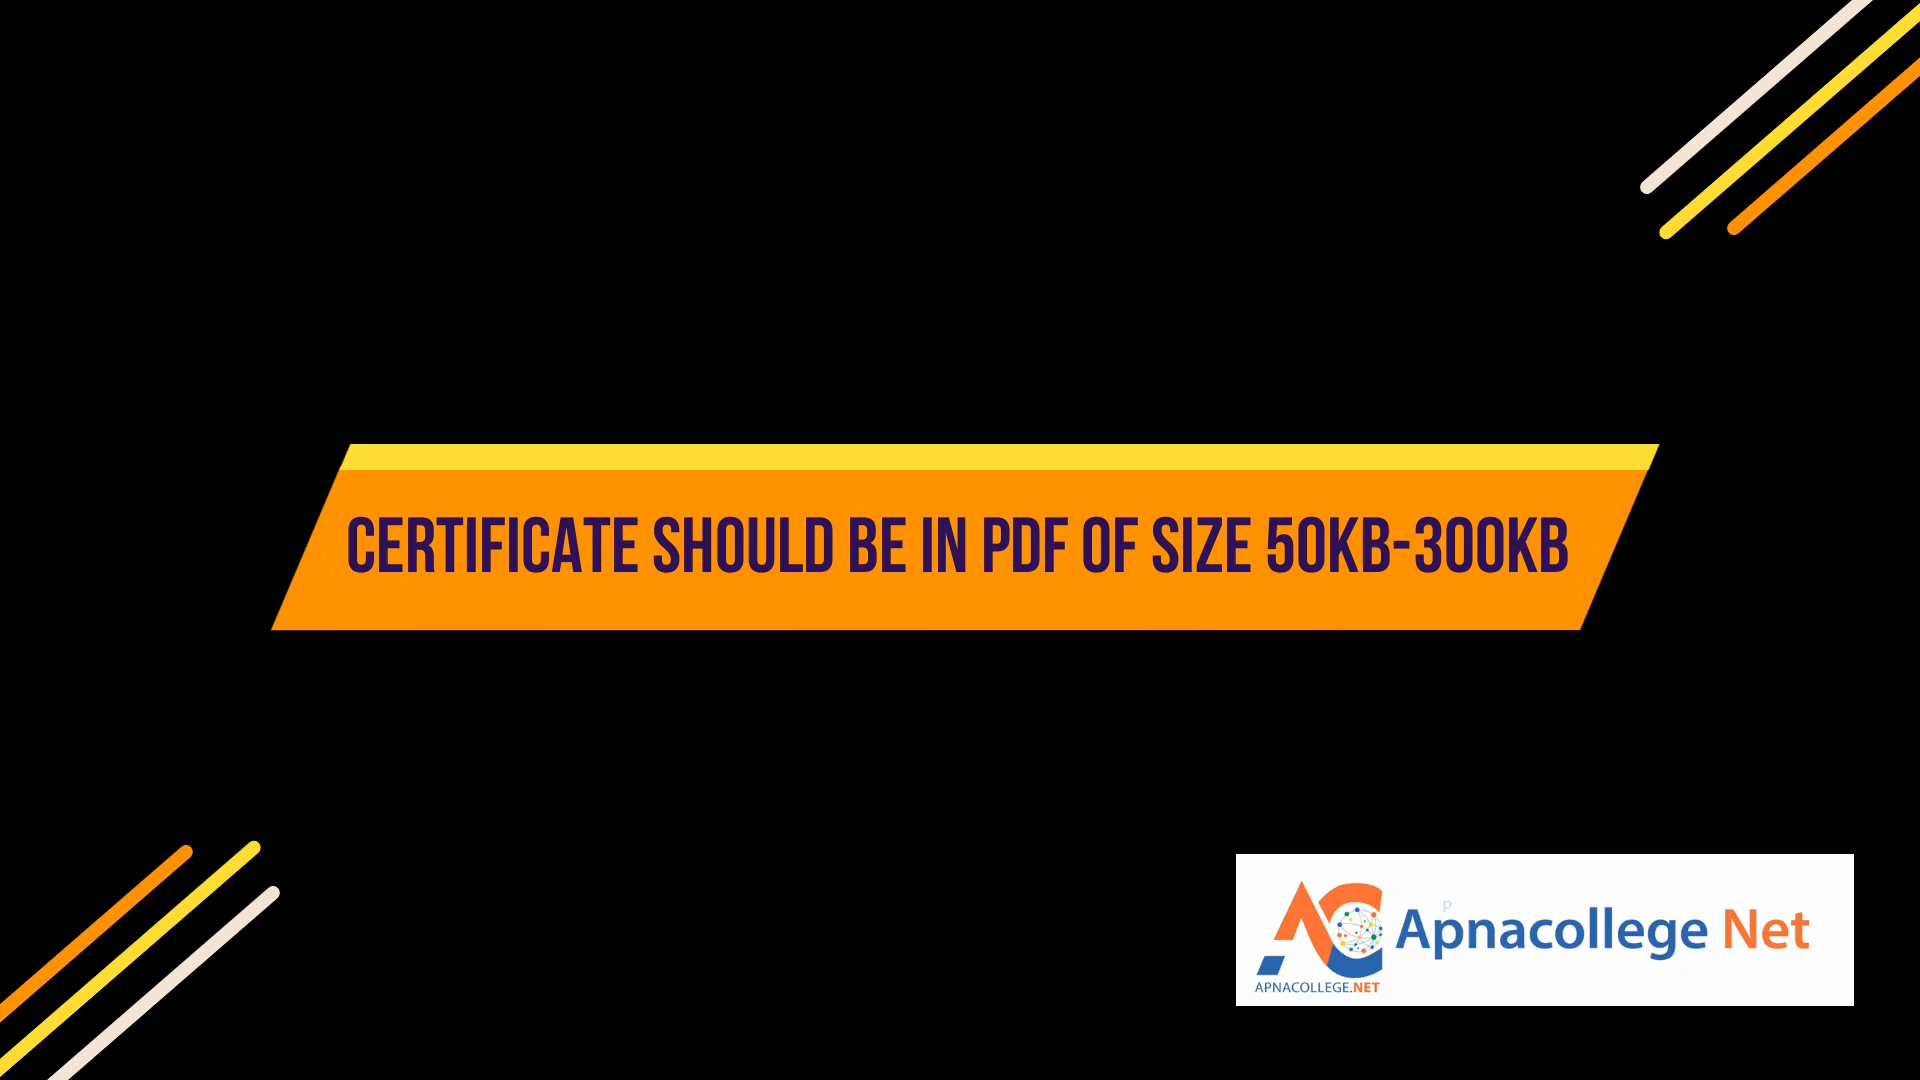 CERTIFICATE SHOULD BE IN PDF OF SIZE 50KB-300KB
p
Apnacollege Net
APNACOLLEGE.NET